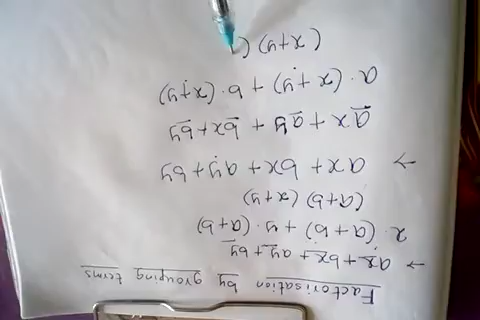 Factorisation by grouping terms
→ ax + bx + ay + by
x. (a+b) + y. (a+b)
(a+b) (x+y)
→ ax + bx + ay + by
ax + ay + bx + by
a. (x+y) + b. (x+y)
(x+y) (